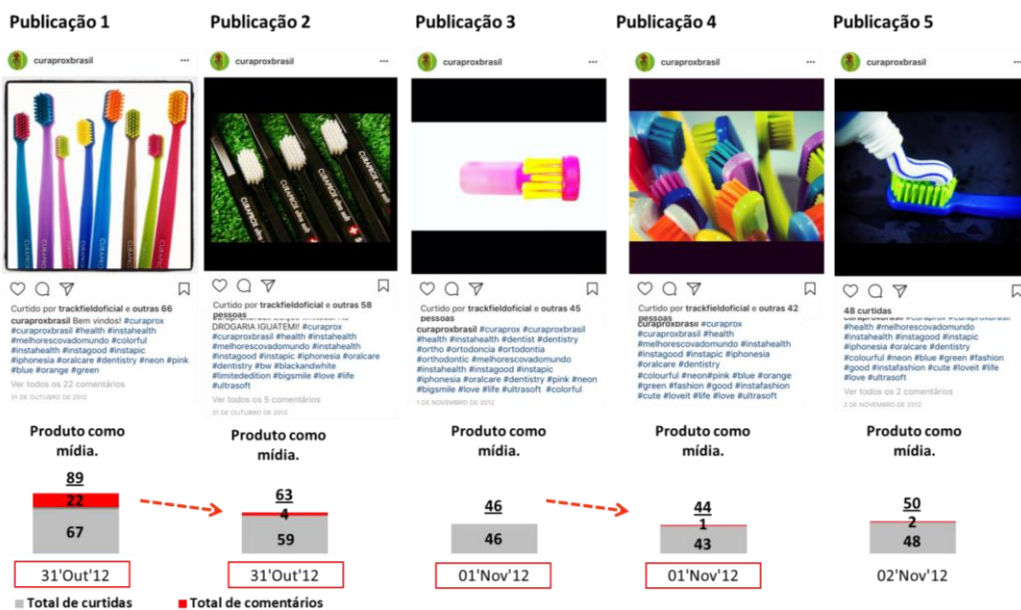 Publicação 1
Publicação 2
Publicação 3
Publicação 4
Publicação 5
curaproxbrasil
curaproxbrasil
curaproxbrasil
curaproxbrasil
curaproxbrasil
Curtido por trackfieldoficial e outras 66
curaproxbrasil Bem vindos! #curaprox
#curaproxbrasil #health #instahealth
#melhorescovadomundo #colorful
#instahealth #instagood #instapic
#iphonesia #oralcare #dentistry #neon #pink
#blue #orange #green
Ver todos os 22 comentários
31 DE OUTUBRO DE 2012
CURAPROX ultra soft
Curtido por trackfieldoficial e outras 58
pessoas
DROGARIA IGUATEMI! #curaprox
#curaproxbrasil #health #instahealth
#melhorescovadomundo #instahealth
#instagood #instapic #iphonesia #oralcare
#dentistry #bw #blackandwhite
#limitededition #bigsmile #love #life
#ultrasoft
Ver todos os 5 comentários
31 DE OUTUBRO DE 2012
Curtido por trackfieldoficial e outras 45
pessoas
curaproxbrasil #curaprox #curaproxbrasil
#health #instahealth #dentist #dentistry
#ortho #ortodoncia #ortodontia
#orthodontic #melhorescovadomundo
#instahealth #instagood #instapic
#iphonesia #oralcare #dentistry #pink #neon
#bigsmile #love #life #ultrasoft #colorful
1 DE NOVEMBRO DE 2012
Curtido por trackfieldoficial e outras 42
pessoas
curaproxbrasil #curaprox
#curaproxbrasil #health #instahealth
#melhorescovadomundo #instahealth
#instagood #instapic #iphonesia
#oralcare #dentistry
#colourful #neon#pink #blue #orange
#green #fashion #good #instafashion
#cute #loveit #life #love #ultrasoft
48 curtidas
#health #instahealth
#melhorescovadomundo
#instahealth #instagood #instapic
#iphonesia #oralcare #dentistry
#colourful #neon #blue #green #fashion
#good #instafashion #cute #loveit #life
#love #ultrasoft
Ver todos os 2 comentários
2 DE NOVEMBRO DE 2012
Produto como
mídia.
Produto como
mídia.
Produto como
mídia.
Produto como
mídia.
Produto como
mídia.
89
22
67
63
4
59
46
46
44
1
43
50
2
48
31'Out'12
31'Out'12
01'Nov'12
01'Nov'12
02'Nov'12
Total de curtidas
Total de comentários